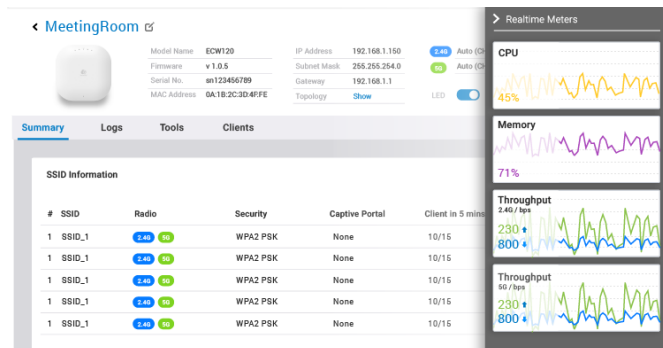 MeetingRoom
Model Name ECW120
Firmware v 1.0.5
Serial No. sn123456789
MAC Address 0A:1B:2C:3D:4F:FE
IP Address 192.168.1.150
Subnet Mask 255.255.254.0
Gateway 192.168.1.1
Topology Show
2.4G Auto (C
5G Auto (C
LED
Summary Logs Tools Clients
SSID Information
# SSID Radio Security Captive Portal Client in 5 mins
1 SSID_1 2.4G 5G WPA2 PSK None 10/15
1 SSID_1 2.4G 5G WPA2 PSK None 10/15
1 SSID_1 2.4G 5G WPA2 PSK None 10/15
1 SSID_1 2.4G 5G WPA2 PSK None 10/15
1 SSID_1 2.4G 5G WPA2 PSK None 10/15
Realtime Meters
CPU
45%
Memory
71%
Throughput
2.4G / bps
230
800
Throughput
5G / bps
230
800